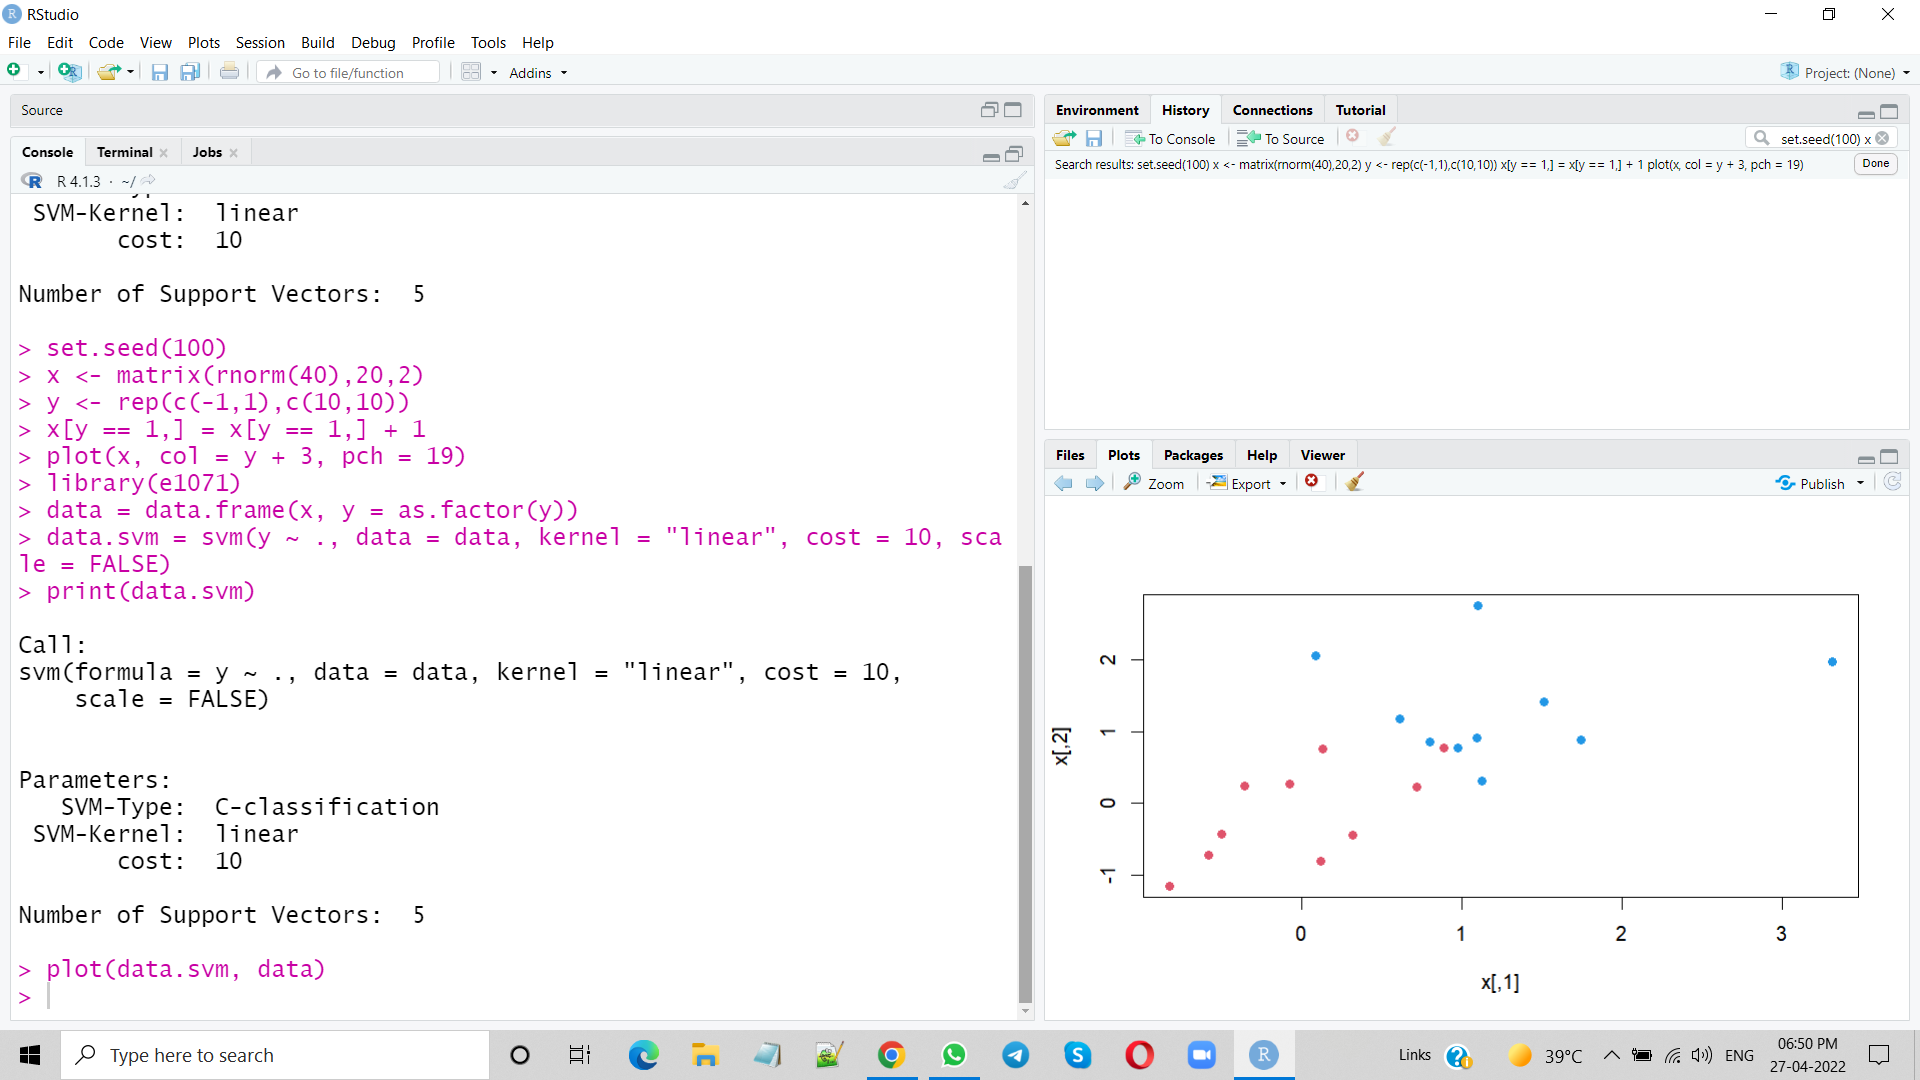 RStudio
File Edit Code View Plots Session Build Debug Profile Tools Help
Go to file/function Addins Project: (None)
Source
Console Terminal Jobs
R 4.1.3 · ~/
SVM-Kernel: linear
cost: 10
Number of Support Vectors: 5
> set.seed(100)
> x <- matrix(rnorm(40),20,2)
> y <- rep(c(-1,1),c(10,10))
> x[y == 1,] = x[y == 1,] + 1
> plot(x, col = y + 3, pch = 19)
> library(e1071)
> data = data.frame(x, y = as.factor(y))
> data.svm = svm(y ~ ., data = data, kernel = "linear", cost = 10, sca
le = FALSE)
> print(data.svm)
Call:
svm(formula = y ~ ., data = data, kernel = "linear", cost = 10,
scale = FALSE)
Parameters:
SVM-Type: C-classification
SVM-Kernel: linear
cost: 10
Number of Support Vectors: 5
> plot(data.svm, data)
>
Environment History Connections Tutorial
To Console To Source set.seed(100) x
Search results: set.seed(100) x <- matrix(rnorm(40),20,2) y <- rep(c(-1,1),c(10,10)) x[y == 1,] = x[y == 1,] + 1 plot(x, col = y + 3, pch = 19) Done
Files Plots Packages Help Viewer
Zoom Export Publish
2
1
0
-1
x[,2]
0 1 2 3
x[,1]
Type here to search
Links 39°C ENG 06:50 PM
27-04-2022